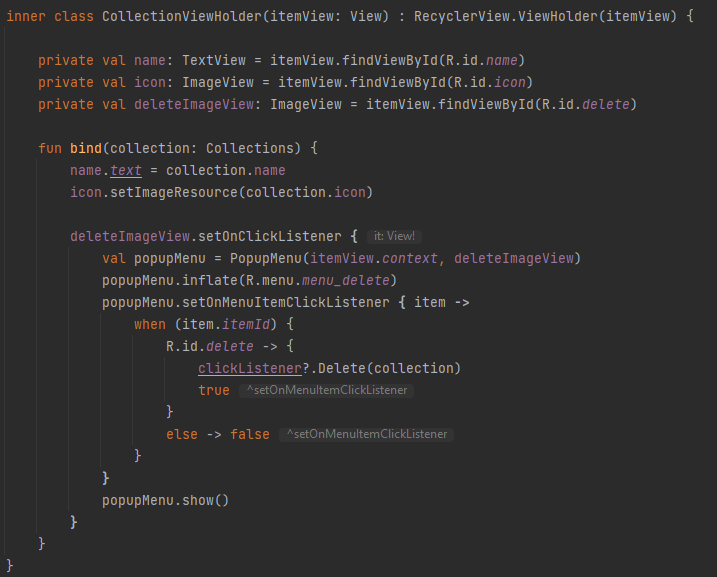 inner class CollectionViewHolder(itemView: View) : RecyclerView.ViewHolder(itemView) {
private val name: TextView = itemView.findViewById(R.id.name)
private val icon: ImageView = itemView.findViewById(R.id.icon)
private val deleteImageView: ImageView = itemView.findViewById(R.id.delete)
fun bind(collection: Collections) {
name.text = collection.name
icon.setImageResource(collection.icon)
deleteImageView.setOnClickListener { it: View!
val popupMenu = PopupMenu(itemView.context, deleteImageView)
popupMenu.inflate(R.menu.menu_delete)
popupMenu.setOnMenuItemClickListener { item ->
when (item.itemId) {
R.id.delete -> {
clickListener?.Delete(collection)
true ^setOnMenuItemClickListener
}
else -> false ^setOnMenuItemClickListener
}
}
popupMenu.show()
}
}
}